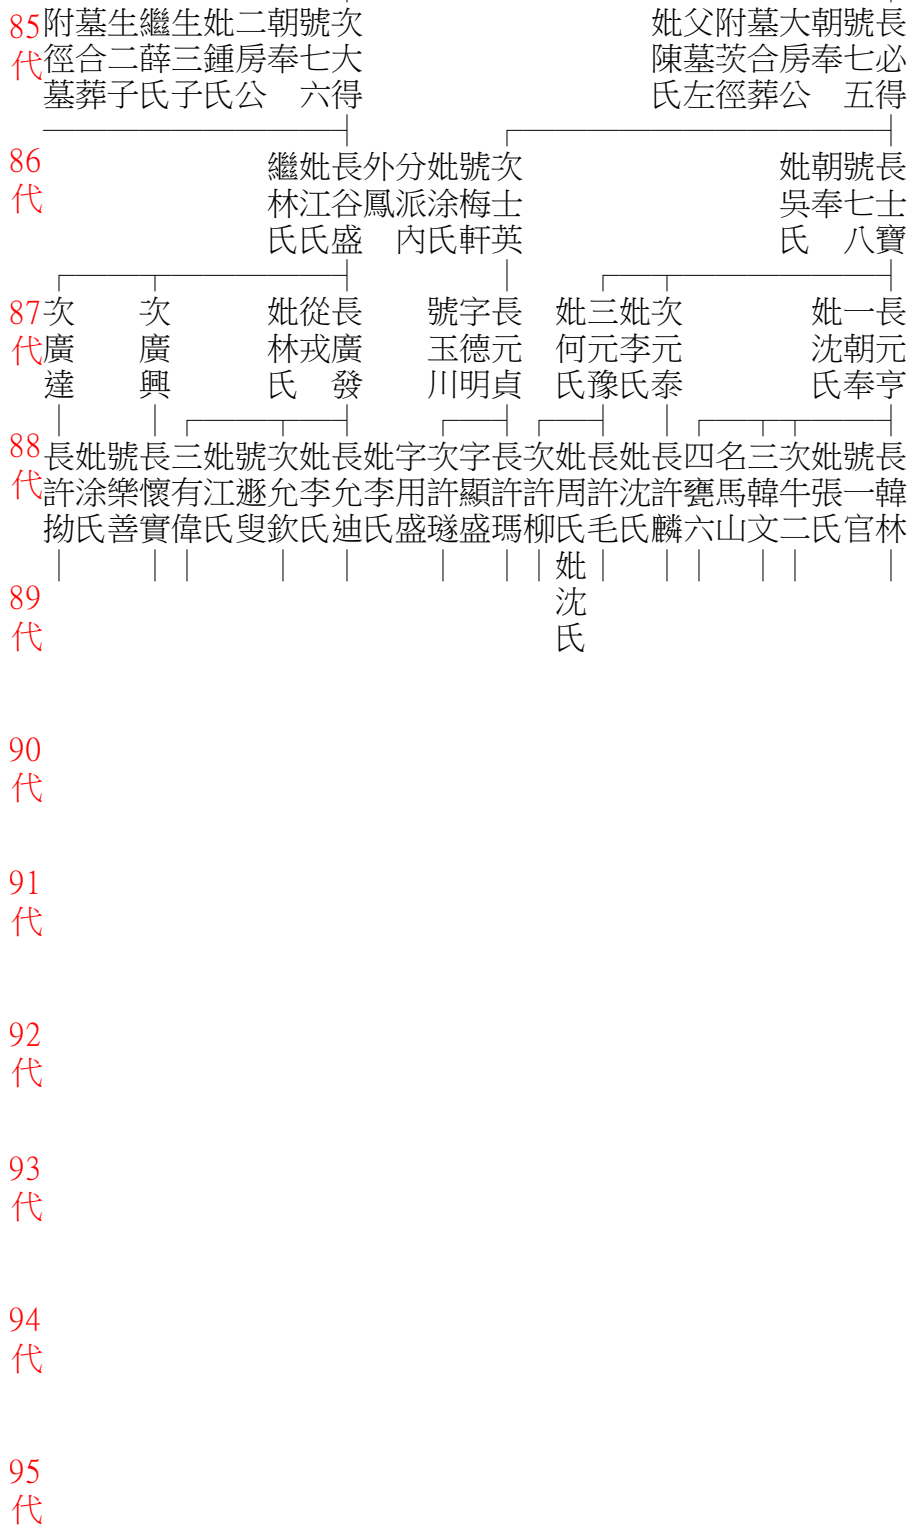 85代
長必得
號七五
朝奉
大房公
墓合葬
附茨徑
父墓左
妣陳氏
次大得
號七六
朝奉
二房公
妣鍾氏
生三子
繼薛氏
生二子
墓合葬
附徑墓
86代
長士寶
號七八
朝奉
妣吳氏
次士英
號梅軒
妣涂氏
分派內
外鳳
長谷盛
妣江氏
繼林氏
87代
長元亨
一朝奉
妣沈氏
次元泰
妣李氏
三元豫
妣何氏
長元貞
字德明
號玉川
長廣發
從戎
妣林氏
次廣興
次廣達
88代
長韓林
號一官
妣張氏
次牛二
三韓文
名馬山
四甕六
長許麟
妣沈氏
長許毛
妣周氏妣沈氏
次許柳
長許瑪
字顯盛
次許璲
字用盛
妣李氏
長允迪
妣李氏
次允欽
號遯叟
妣江氏
三有偉
長懷實
號樂善
妣涂氏
長許拗
89代
90代
91代
92代
93代
94代
95代